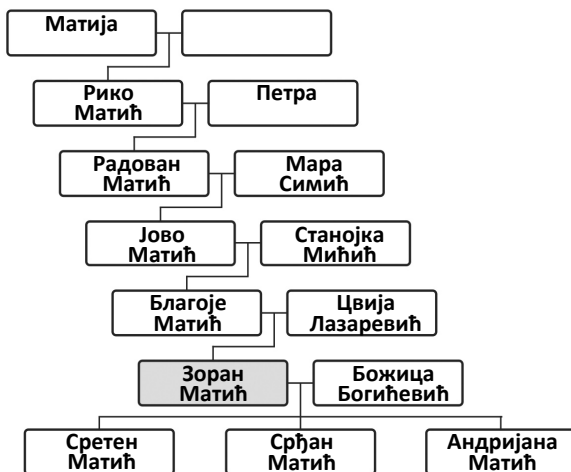 Матија
Рико
Матић
Петра
Радован
Матић
Мара
Симић
Јово
Матић
Станојка
Мићић
Благоје
Матић
Цвија
Лазаревић
Зоран
Матић
Божица
Богићевић
Сретен
Матић
Срђан
Матић
Андријана
Матић